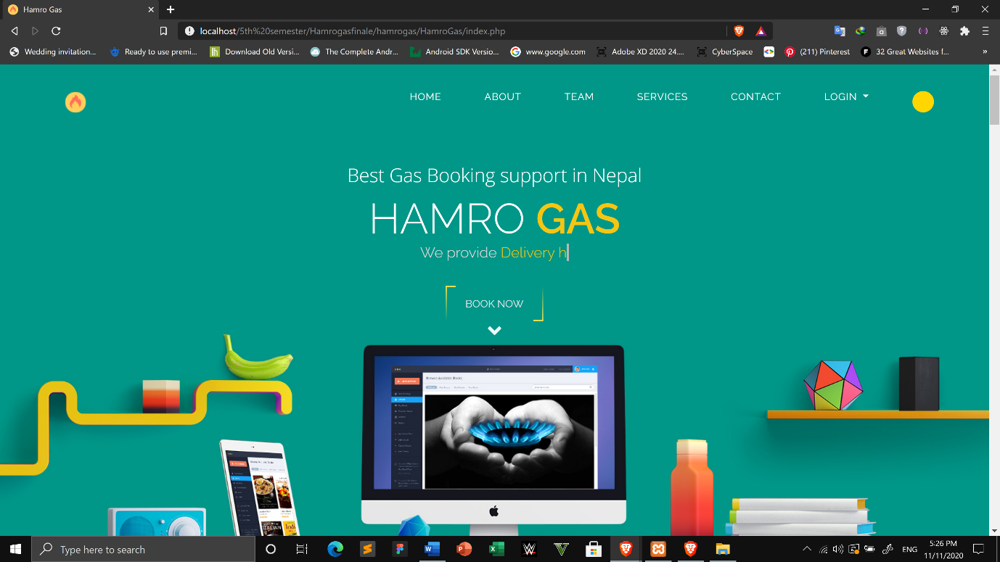 Hamro Gas
localhost/5th%20semester/Hamrogasfinale/hamrogas/HamroGas/index.php
Wedding invitation...
Ready to use premi...
Download Old Versi...
The Complete Andr...
Android SDK Versio...
www.google.com
Adobe XD 2020 24....
CyberSpace
(211) Pinterest
32 Great Websites f...
HOME
ABOUT
TEAM
SERVICES
CONTACT
LOGIN
Best Gas Booking support in Nepal
HAMRO GAS
We provide Delivery h
BOOK NOW
Type here to search
ENG
5:26 PM
11/11/2020